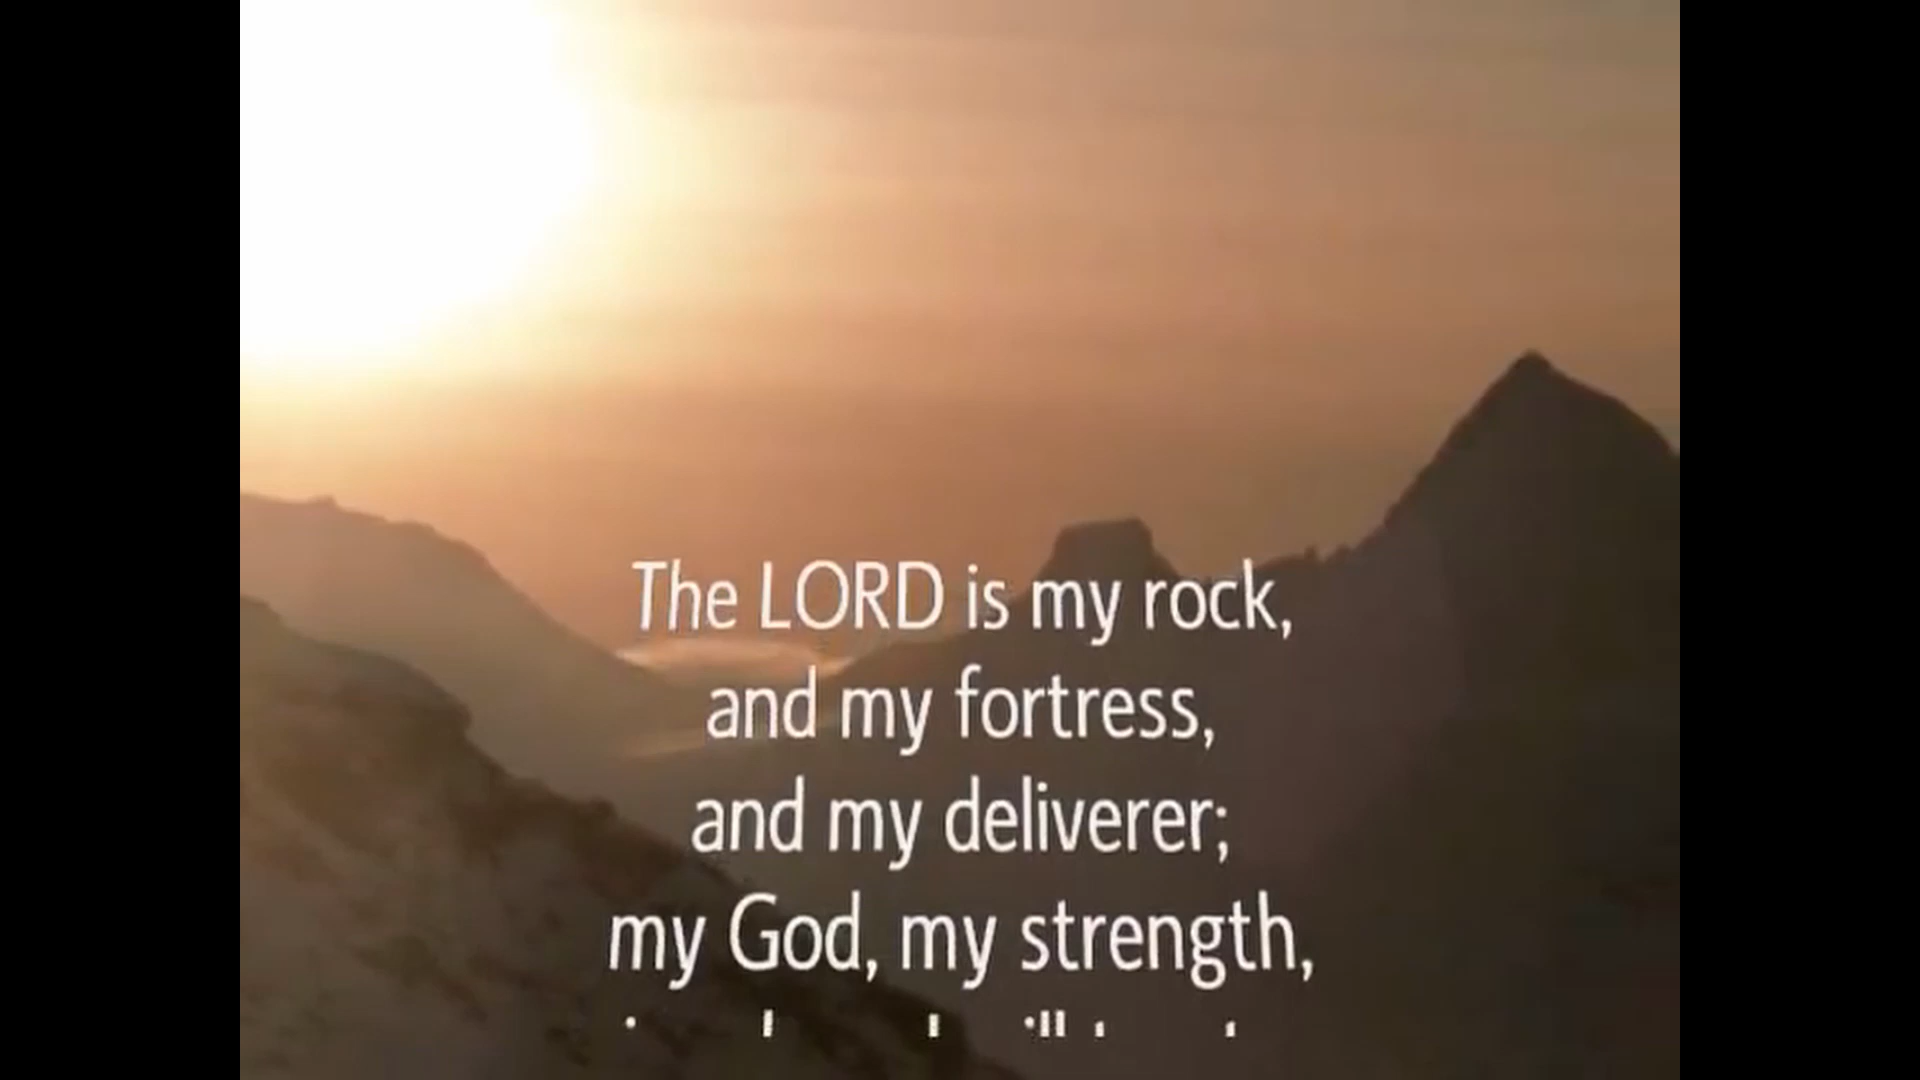 The LORD is my rock,
and my fortress,
and my deliverer;
my God, my strength,